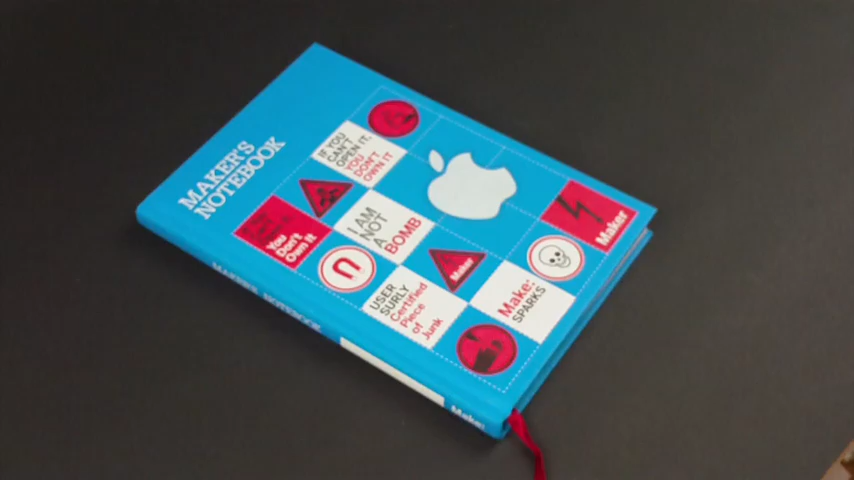 MAKER'S
NOTEBOOK
IF YOU
CAN'T
OPEN IT,
YOU
DON'T
OWN IT
You
Don't
Own It
I AM
NOT
A
BOMB
Maker
USER
SURLY
Certified
Piece
of
Junk
Maker
Make:
SPARKS
MAKER'S NOTEBOOK
Make: